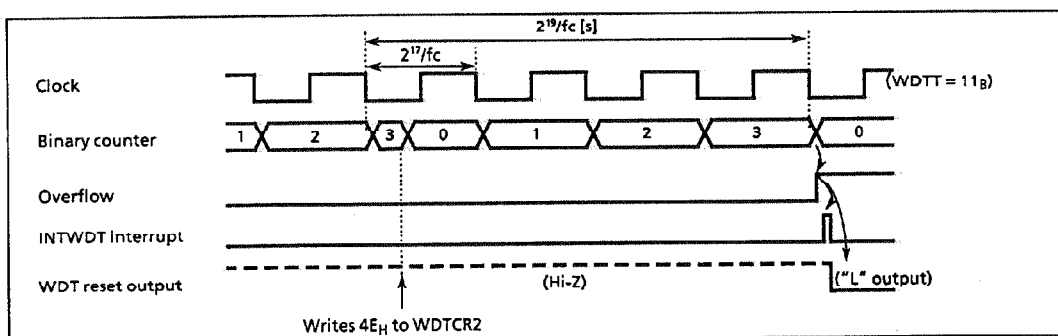 2¹⁹/fc [s]
2¹⁷/fc
Clock
(WDTT = 11B)
Binary counter
1 2 3 0 1 2 3 0
Overflow
INTWDT Interrupt
WDT reset output
(Hi-Z)
("L" output)
Writes 4EH to WDTCR2